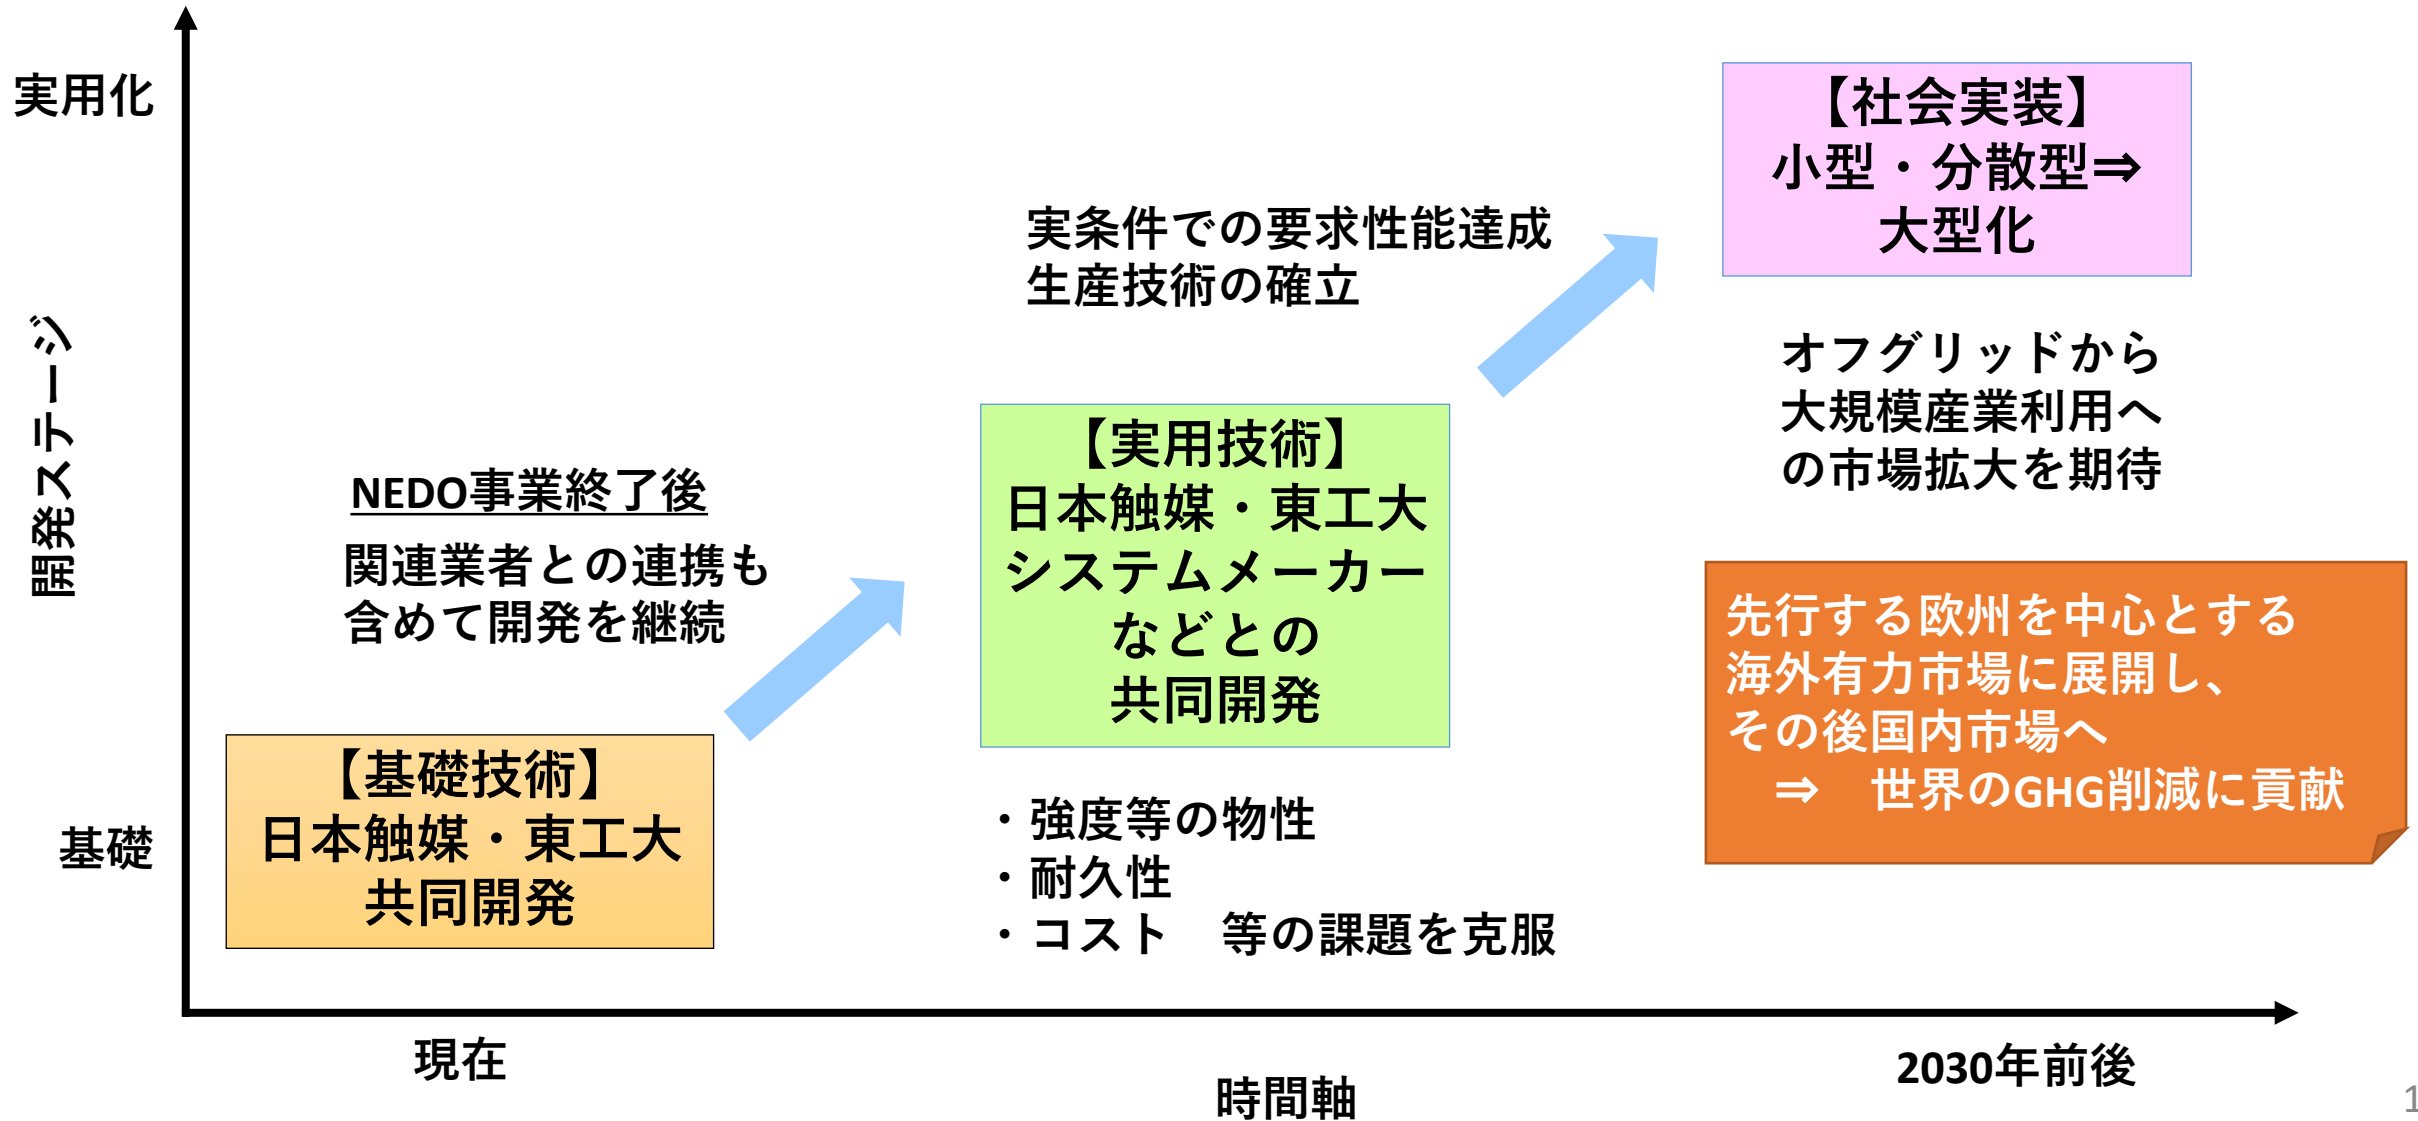 実用化
開発ステージ
基礎
【基礎技術】
日本触媒・東工大
共同開発
NEDO事業終了後
関連業者との連携も
含めて開発を継続
【実用技術】
日本触媒・東工大
システムメーカー
などとの
共同開発
・強度等の物性
・耐久性
・コスト　等の課題を克服
実条件での要求性能達成
生産技術の確立
【社会実装】
小型・分散型⇒
大型化
オフグリッドから
大規模産業利用へ
の市場拡大を期待
先行する欧州を中心とする
海外有力市場に展開し、
その後国内市場へ
⇒　世界のGHG削減に貢献
現在
時間軸
2030年前後
1